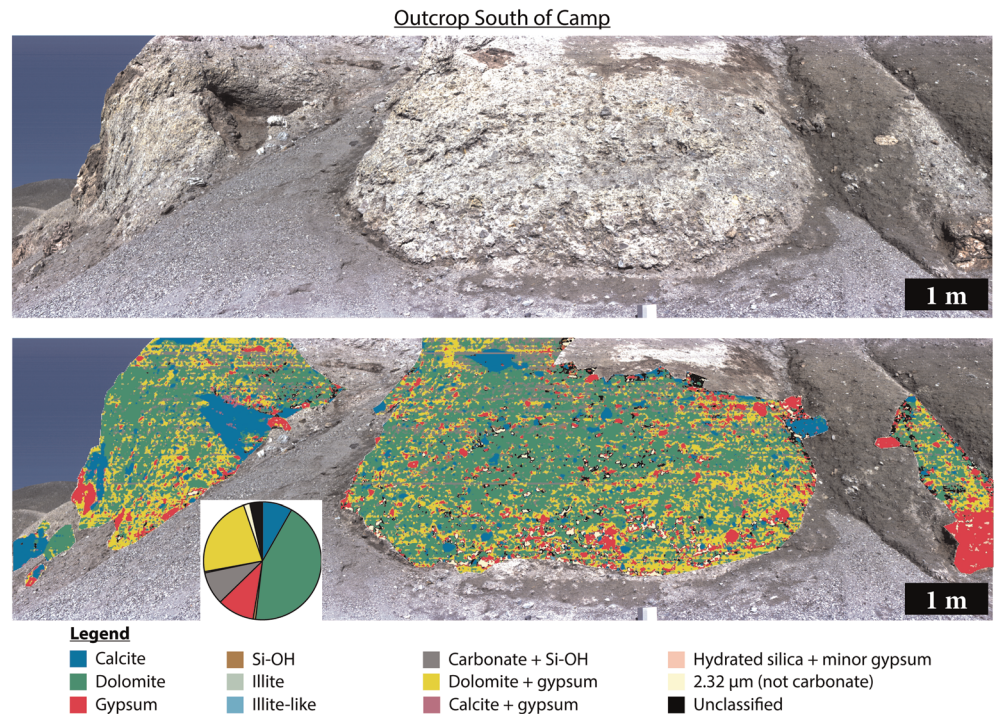 Outcrop South of Camp
1 m
1 m
Legend
Calcite
Dolomite
Gypsum
Si-OH
Illite
Illite-like
Carbonate + Si-OH
Dolomite + gypsum
Calcite + gypsum
Hydrated silica + minor gypsum
2.32 µm (not carbonate)
Unclassified